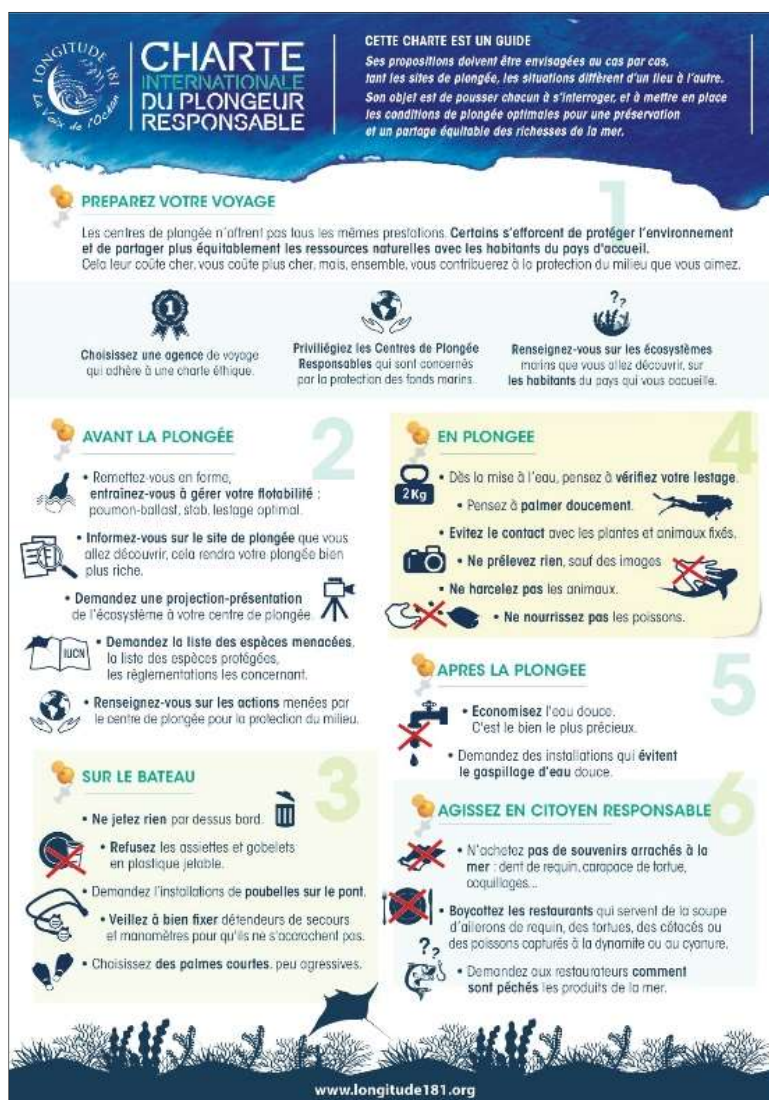 LONGITUDE 181
La Voix de l'Océan
CHARTE
INTERNATIONALE
DU PLONGEUR
RESPONSABLE
CETTE CHARTE EST UN GUIDE
Ses propositions doivent être envisagées au cas par cas,
tant les sites de plongée, les situations diffèrent d'un lieu à l'autre.
Son objet est de pousser chacun à s'interroger, et à mettre en place
les conditions de plongée optimales pour une préservation
et un partage équitable des richesses de la mer.
1
PREPAREZ VOTRE VOYAGE
Les centres de plongée n'offrent pas tous les mêmes prestations. Certains s'efforcent de protéger l'environnement
et de partager plus équitablement les ressources naturelles avec les habitants du pays d'accueil.
Cela leur coûte cher, vous coûte plus cher, mais, ensemble, vous contribuerez à la protection du milieu que vous aimez.
1
Choisissez une agence de voyage
qui adhère à une charte éthique.
Priviliégiez les Centres de Plongée
Responsables qui sont concernés
par la protection des fonds marins.
??
Renseignez-vous sur les écosystèmes
marins que vous allez découvrir, sur
les habitants du pays qui vous accueille.
2
AVANT LA PLONGÉE
• Remettez-vous en forme,
entraînez-vous à gérer votre flotabilité :
poumon-ballast, stab, lestage optimal.
• Informez-vous sur le site de plongée que vous
allez découvrir, cela rendra votre plongée bien
plus riche.
• Demandez une projection-présentation
de l'écosystème à votre centre de plongée.
IUCN
• Demandez la liste des espèces menacées,
la liste des espèces protégées,
les règlementations les concernant.
• Renseignez-vous sur les actions menées par
le centre de plongée pour la protection du milieu.
3
SUR LE BATEAU
• Ne jetez rien par dessus bord.
• Refusez les assiettes et gobelets
en plastique jetable.
• Demandez l'installations de poubelles sur le pont.
• Veillez à bien fixer détendeurs de secours
et manomètres pour qu'ils ne s'acarochent pas.
• Choisissez des palmes courtes, peu agressives.
4
EN PLONGEE
2Kg
• Dès la mise à l'eau, pensez à vérifiez votre lestage.
• Pensez à palmer doucement.
• Evitez le contact avec les plantes et animaux fixés.
• Ne prélevez rien, sauf des images
• Ne harcelez pas les animaux.
• Ne nourrissez pas les poissons.
5
APRES LA PLONGEE
• Economisez l'eau douce.
C'est le bien le plus précieux.
• Demandez des installations qui évitent
le gaspillage d'eau douce.
6
AGISSEZ EN CITOYEN RESPONSABLE
• N'achetez pas de souvenirs arrachés à la
mer : dent de requin, carapace de tortue,
coquillages...
• Boycottez les restaurants qui servent de la soupe
d'ailerons de requin, des tortues, des cétacés ou
des poissons capturés à la dynamite ou au cyanure.
??
• Demandez aux restaurateurs comment
sont péchés les produits de la mer.
www.longitude181.org